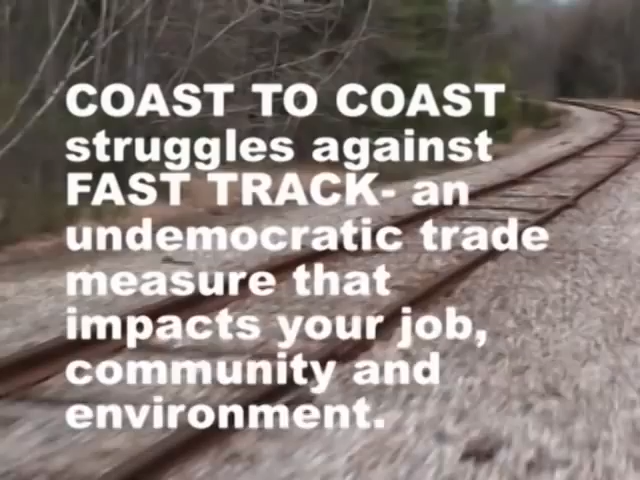 COAST TO COAST
struggles against
FAST TRACK- an
undemocratic trade
measure that
impacts your job,
community and
environment.